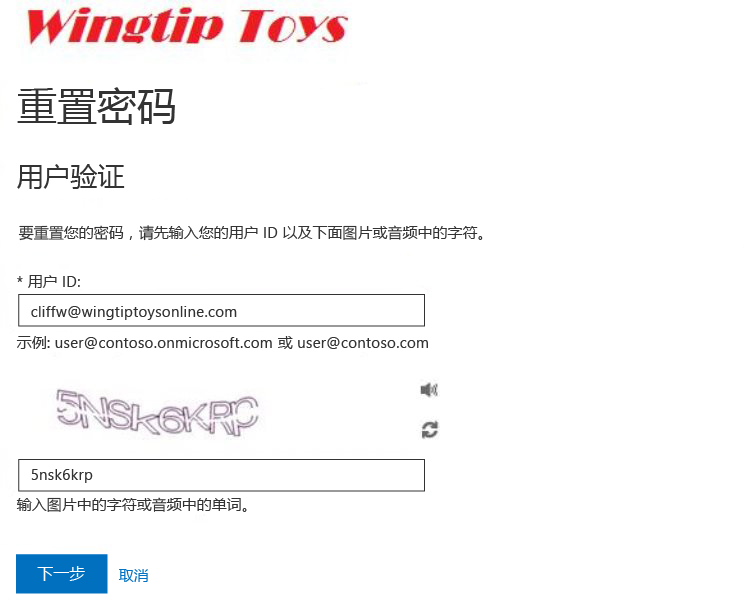 Wingtip Toys
重置密码
用户验证
要重置您的密码，请先输入您的用户 ID 以及下面图片或音频中的字符。
* 用户 ID:
cliffw@wingtiptoysonline.com
示例: user@contoso.onmicrosoft.com 或 user@contoso.com
5NSk6KRP
5nsk6krp
输入图片中的字符或音频中的单词。
下一步 取消